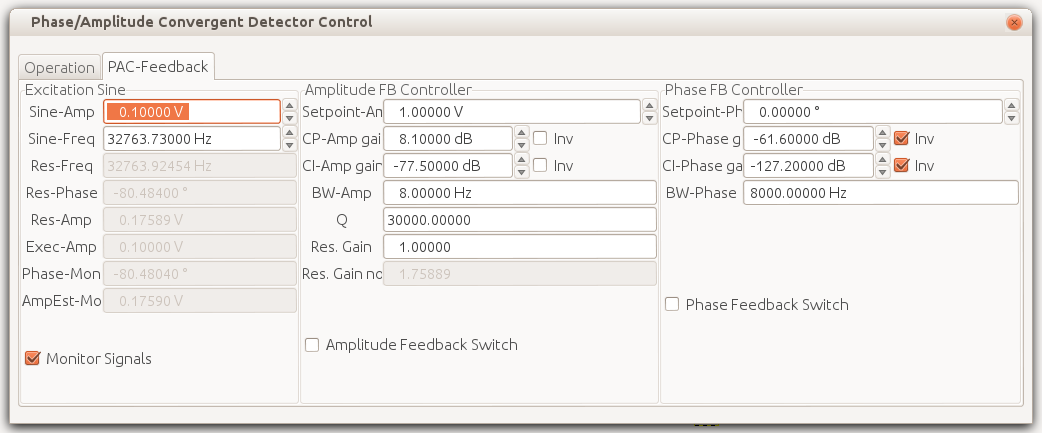 Phase/Amplitude Convergent Detector Control
Operation
PAC-Feedback
Excitation Sine
Sine-Amp 0.10000 V
Sine-Freq 32763.73000 Hz
Res-Freq 32763.92454 Hz
Res-Phase -80.48400 °
Res-Amp 0.17589 V
Exec-Amp 0.10000 V
Phase-Mon -80.48040 °
AmpEst-Mo 0.17590 V
Monitor Signals
Amplitude FB Controller
Setpoint-An 1.00000 V
CP-Amp gai 8.10000 dB Inv
CI-Amp gain -77.50000 dB Inv
BW-Amp 8.00000 Hz
Q 30000.00000
Res. Gain 1.00000
Res. Gain no 1.75889
Amplitude Feedback Switch
Phase FB Controller
Setpoint-Ph 0.00000 °
CP-Phase g -61.60000 dB Inv
CI-Phase ga -127.20000 dB Inv
BW-Phase 8000.00000 Hz
Phase Feedback Switch